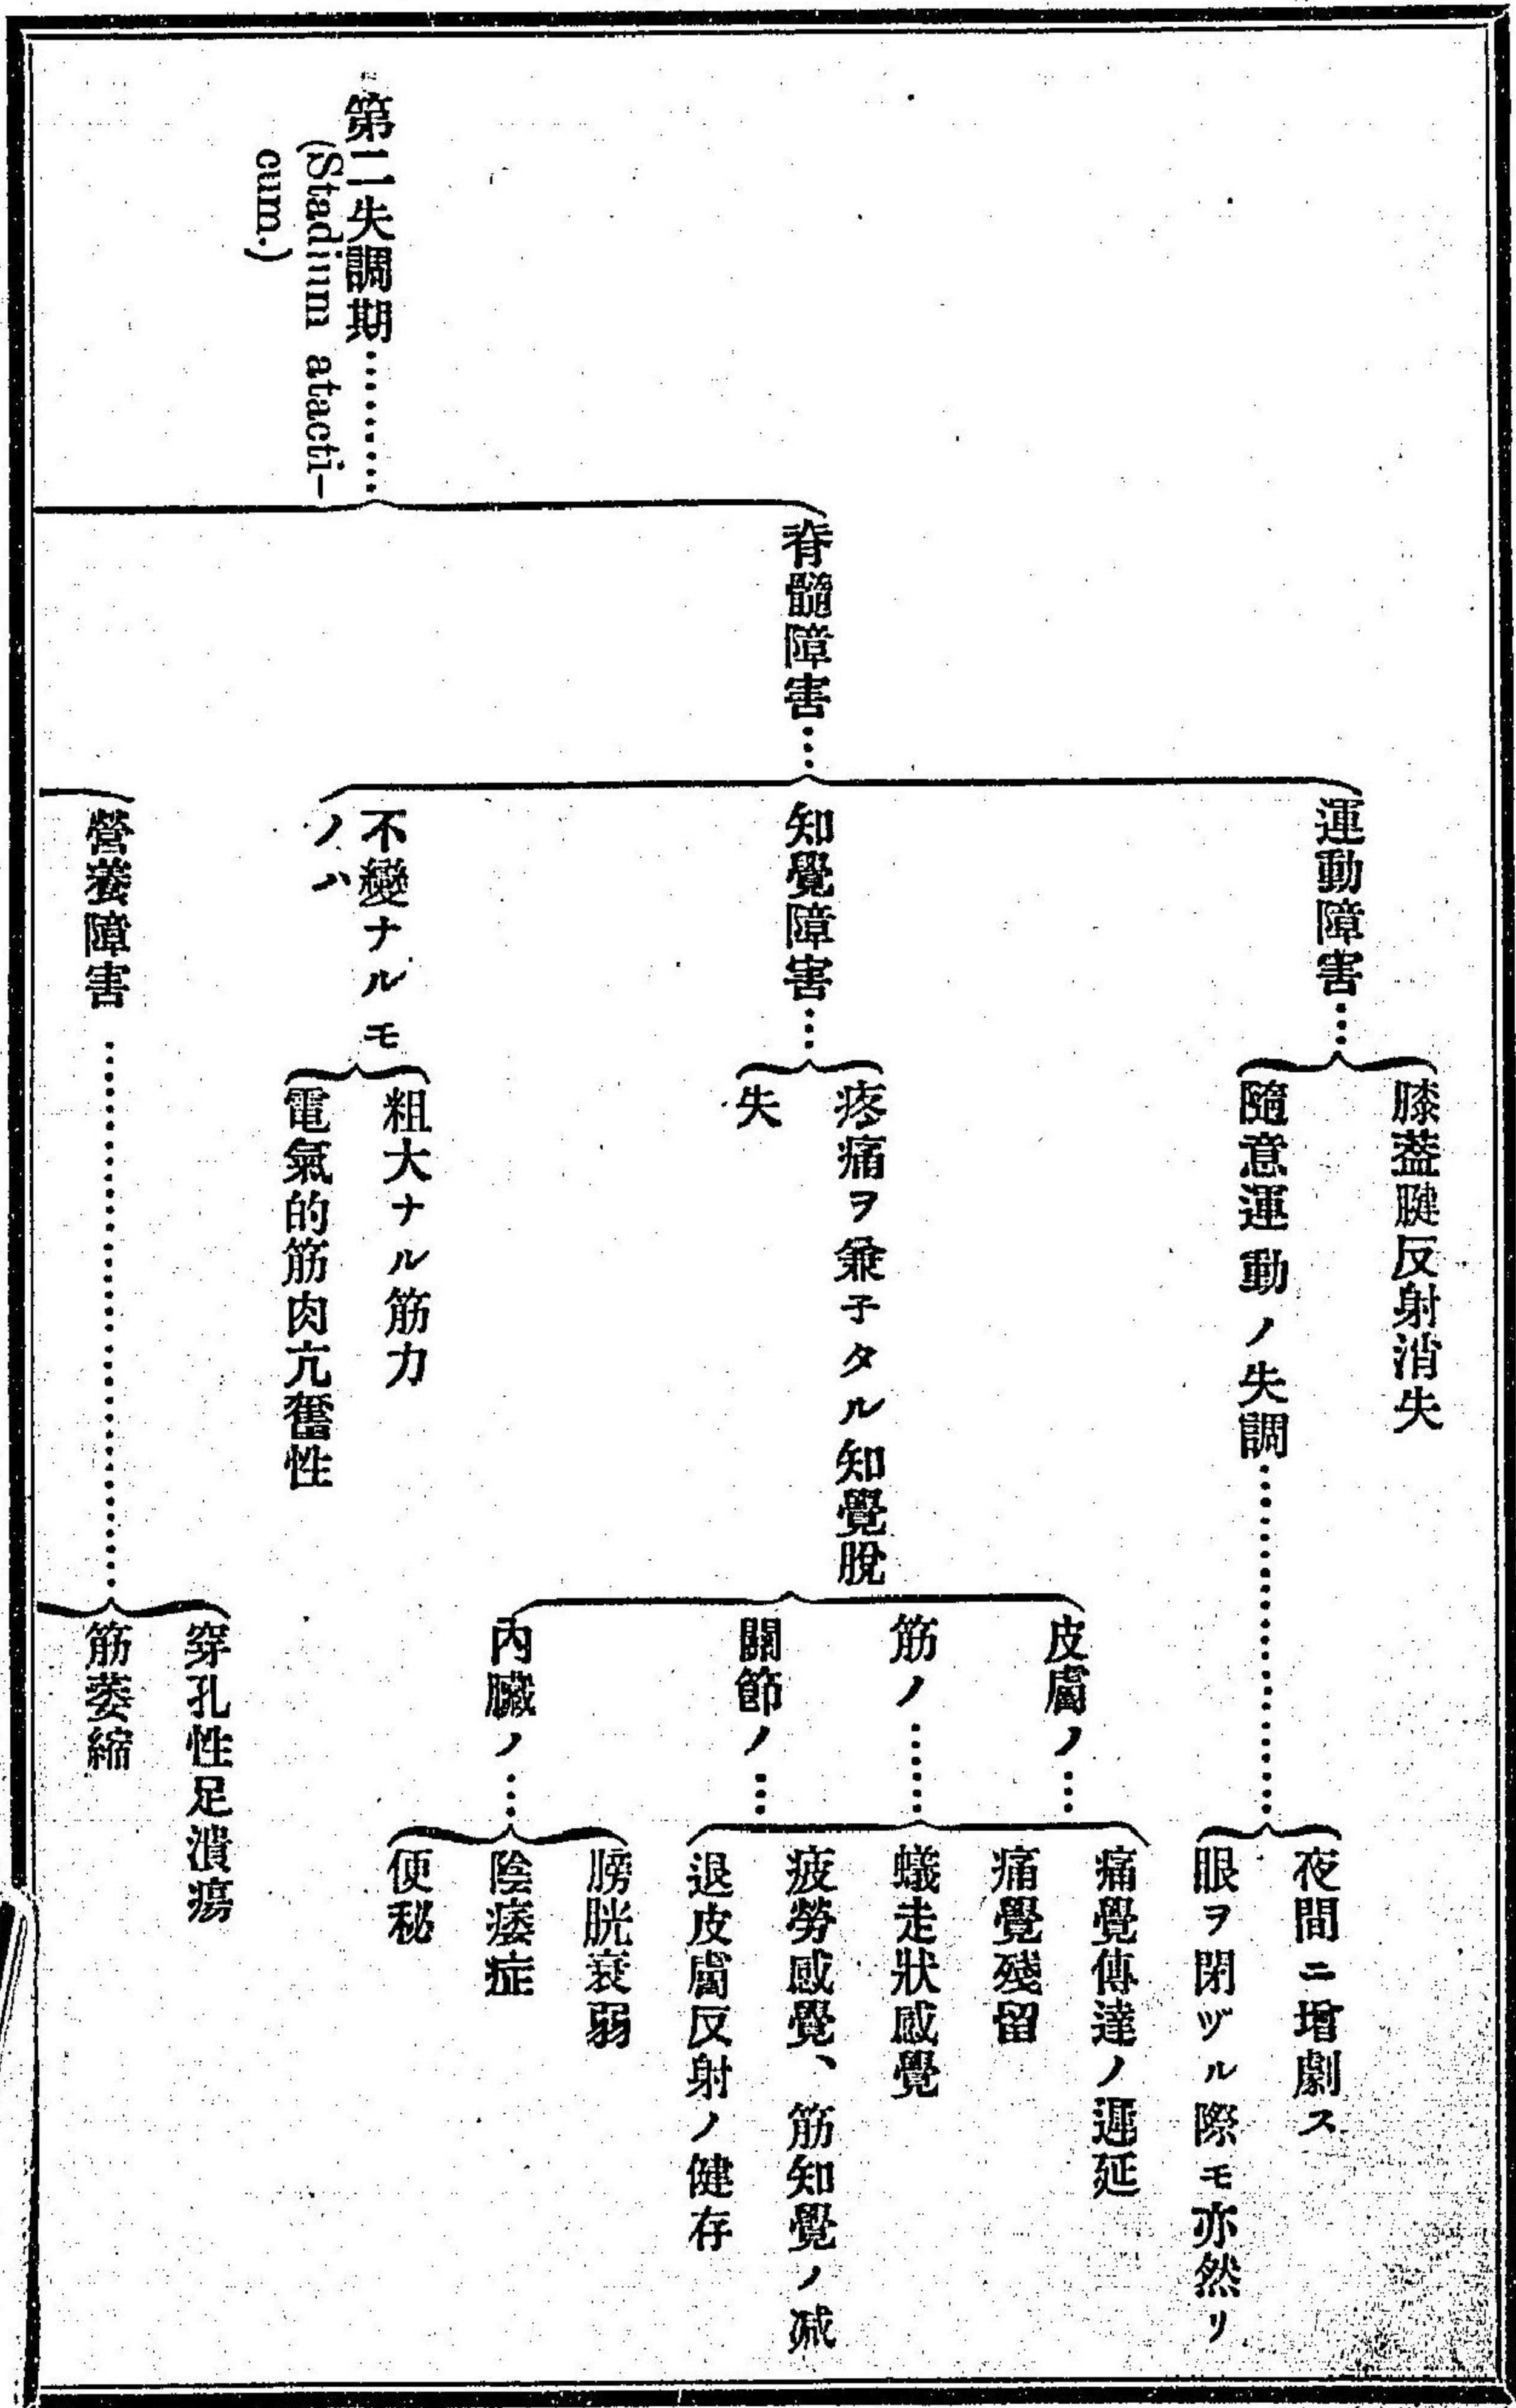 膝葢腱反射消失
運動障害
隨意運動ノ失調
夜間ニ增劇ス
眼ヲ閉ヅル際モ亦然リ
脊髓障害
知覺障害
疼痛ヲ兼子タル知覺脫
失
皮膚ノ
筋ノ
關節ノ
內臟ノ
痛覺傳達ノ遲延
痛覺殘留
蟻走狀感覺
疲勞感覺、筋知覺ノ减
退皮膚反射ノ健存
膀胱衰弱
陰痿症
便秘
不變ナルモ
ノハ
粗大ナル筋力
電氣的筋肉亢奮性
第二失調期
(Stadium atacti-
cum.)
營養障害
穿孔性足潰瘍
筋萎縮